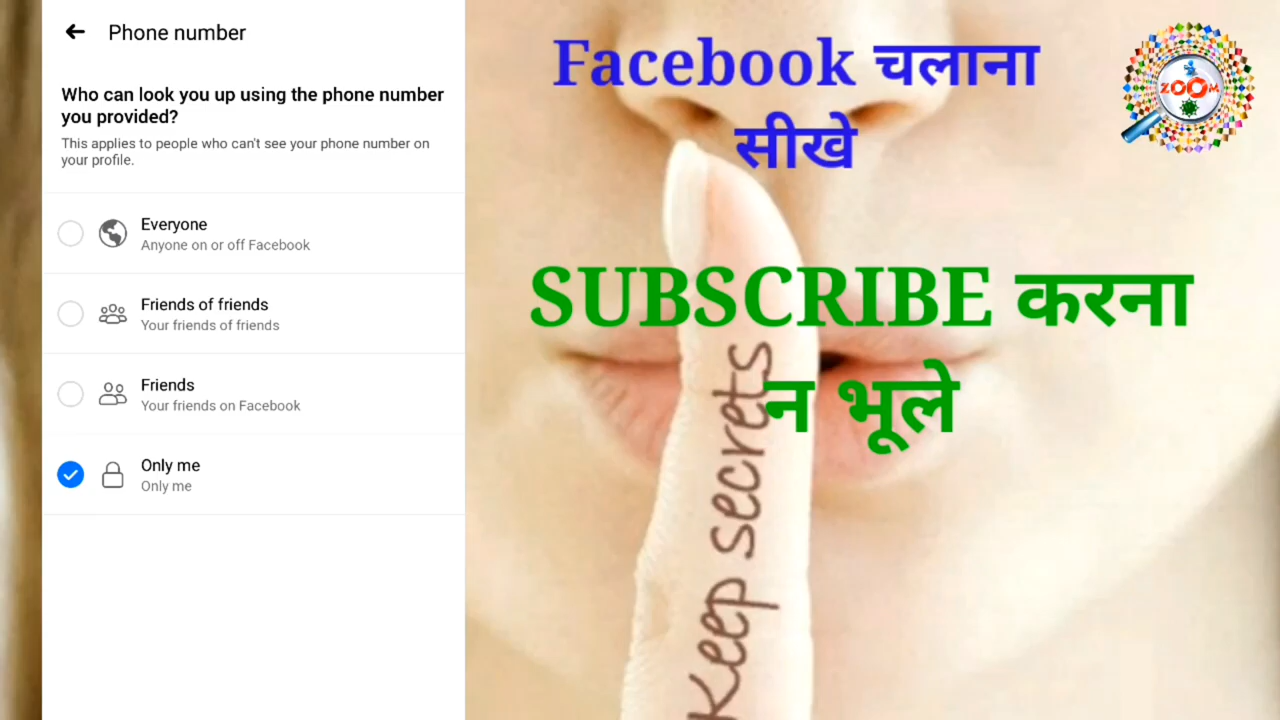 Phone number
Who can look you up using the phone number
you provided?
This applies to people who can't see your phone number on
your profile.
Everyone
Anyone on or off Facebook
Friends of friends
Your friends of friends
Friends
Your friends on Facebook
Only me
Only me
Facebook चलाना
सीखे
SUBSCRIBE करना
न भूले
Keep secrets
ZOOM